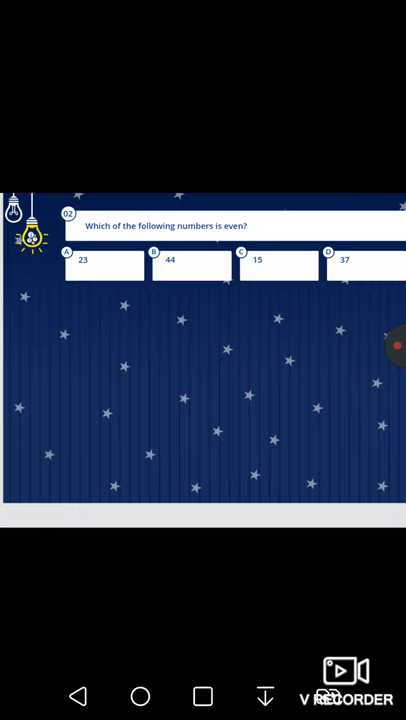 02
Which of the following numbers is even?
A
23
B
44
C
15
D
37
V RECORDER